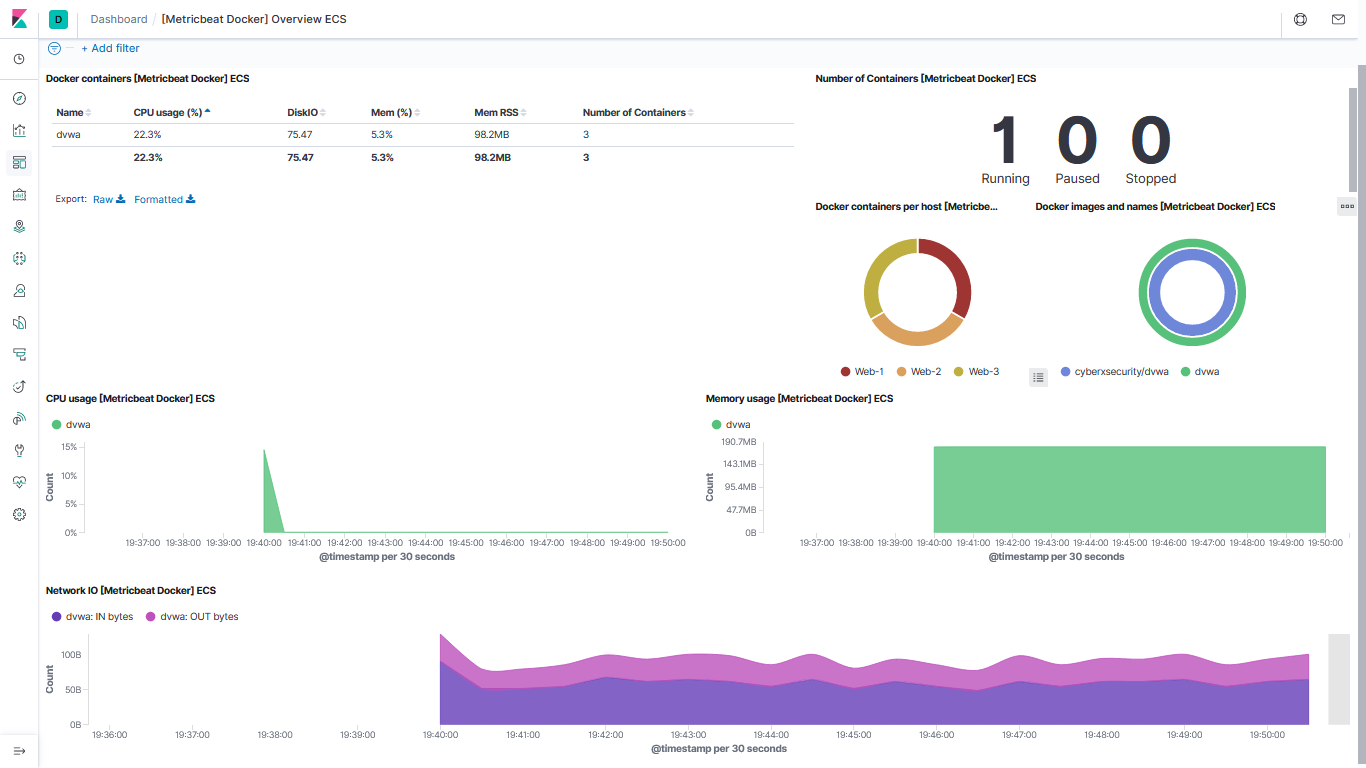 D Dashboard / [Metricbeat Docker] Overview ECS
+ Add filter
Docker containers [Metricbeat Docker] ECS
Name CPU usage (%) DiskIO Mem (%) Mem RSS Number of Containers
dvwa 22.3% 75.47 5.3% 98.2MB 3
22.3% 75.47 5.3% 98.2MB 3
Export: Raw Formatted
Number of Containers [Metricbeat Docker] ECS
1 0 0
Running Paused Stopped
Docker containers per host [Metricbe...
Web-1 Web-2 Web-3
Docker images and names [Metricbeat Docker] ECS
cyberxsecurity/dvwa dvwa
CPU usage [Metricbeat Docker] ECS
dvwa
15%
10%
5%
0%
Count
19:37:00 19:38:00 19:39:00 19:40:00 19:41:00 19:42:00 19:43:00 19:44:00 19:45:00 19:46:00 19:47:00 19:48:00 19:49:00 19:50:00
@timestamp per 30 seconds
Memory usage [Metricbeat Docker] ECS
dvwa
190.7MB
143.1MB
95.4MB
47.7MB
0B
Count
19:37:00 19:38:00 19:39:00 19:40:00 19:41:00 19:42:00 19:43:00 19:44:00 19:45:00 19:46:00 19:47:00 19:48:00 19:49:00 19:50:00
@timestamp per 30 seconds
Network IO [Metricbeat Docker] ECS
dvwa: IN bytes dvwa: OUT bytes
100B
50B
0B
Count
19:36:00 19:37:00 19:38:00 19:39:00 19:40:00 19:41:00 19:42:00 19:43:00 19:44:00 19:45:00 19:46:00 19:47:00 19:48:00 19:49:00 19:50:00
@timestamp per 30 seconds